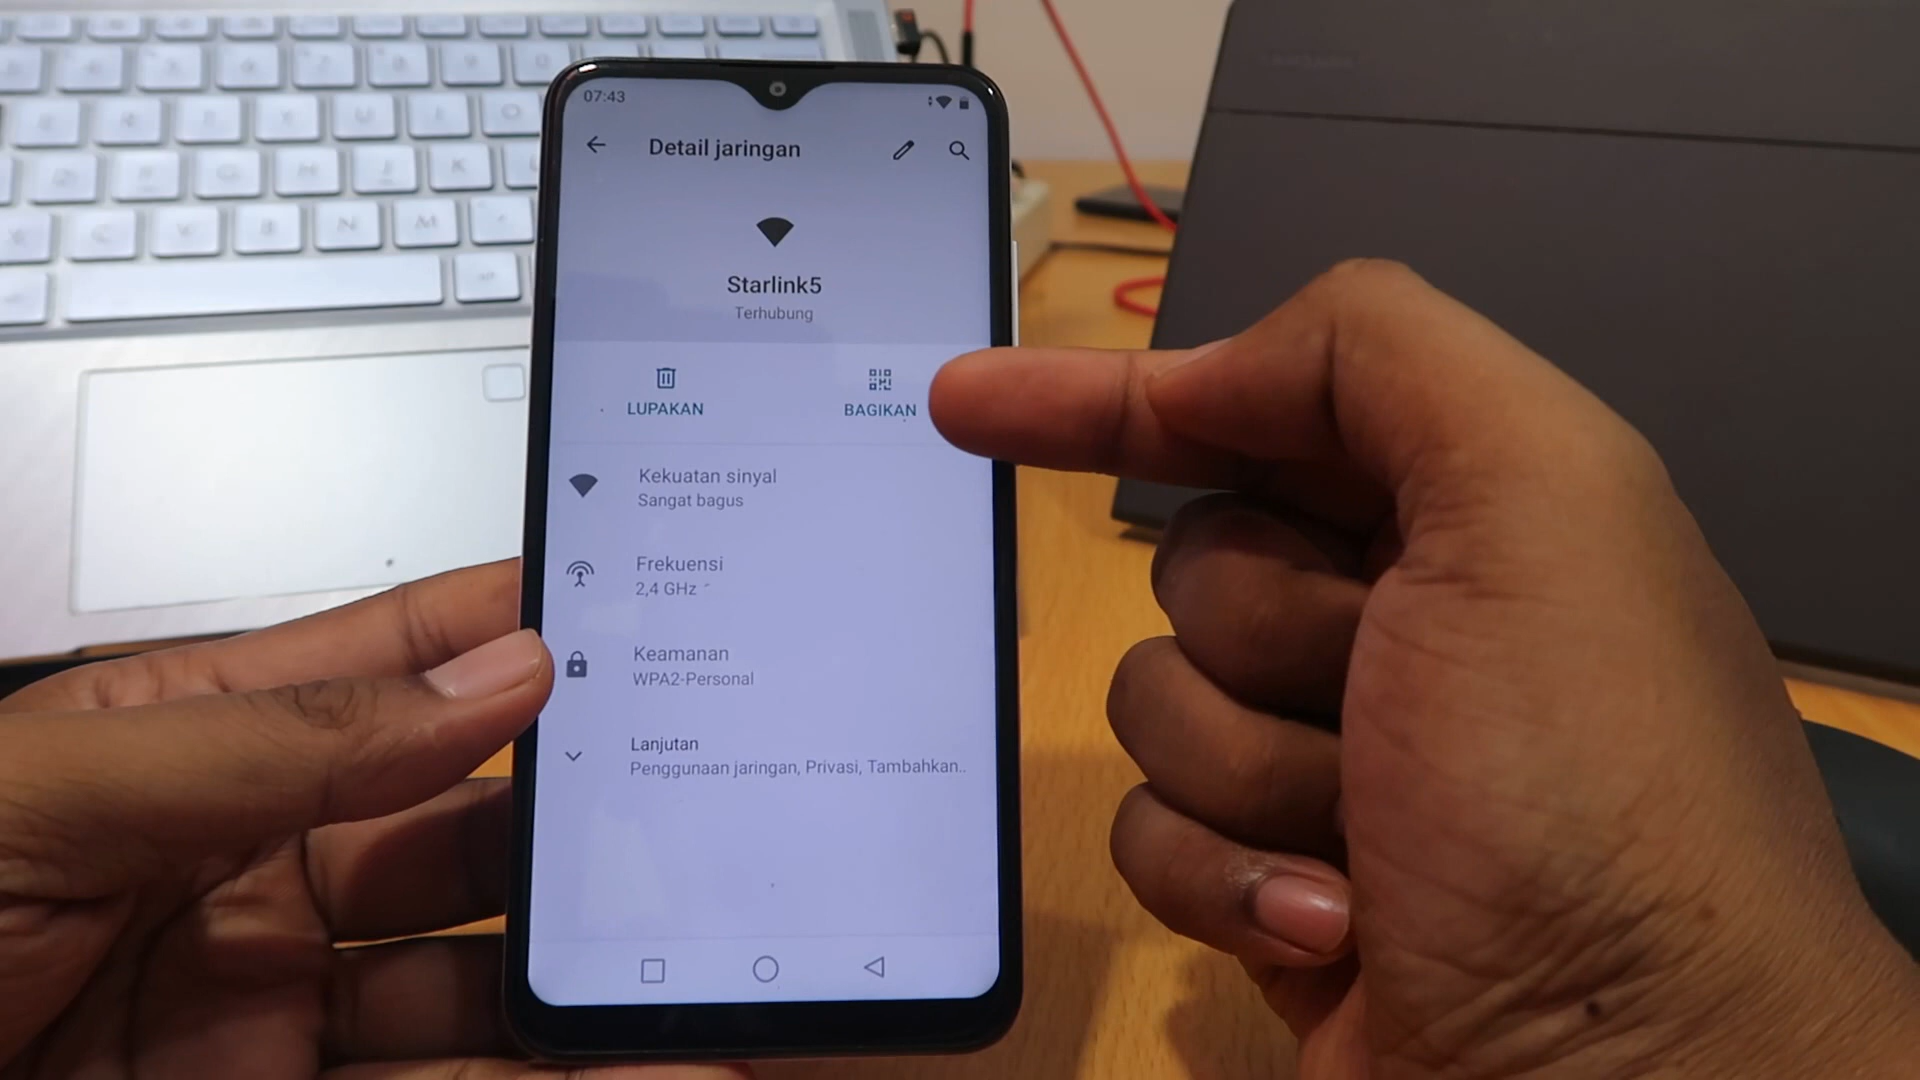 07:43
Detail jaringan
Starlink5
Terhubung
LUPAKAN
BAGIKAN
Kekuatan sinyal
Sangat bagus
Frekuensi
2,4 GHz
Keamanan
WPA2-Personal
Lanjutan
Penggunaan jaringan, Privasi, Tambahkan..